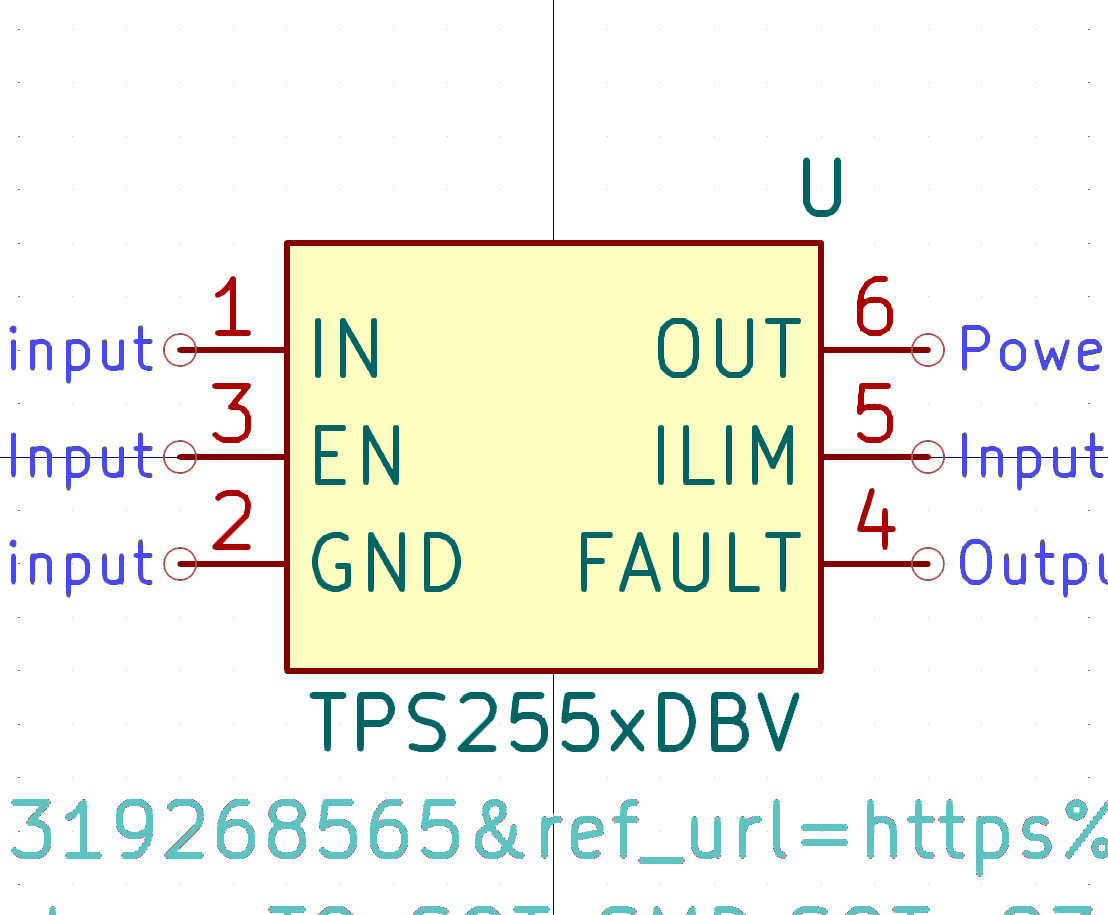 U
1 6
input IN OUT Powe
3 5
Input EN ILIM Input
2 4
input GND FAULT Outpu
TPS255xDBV
319268565&ref_url=https%